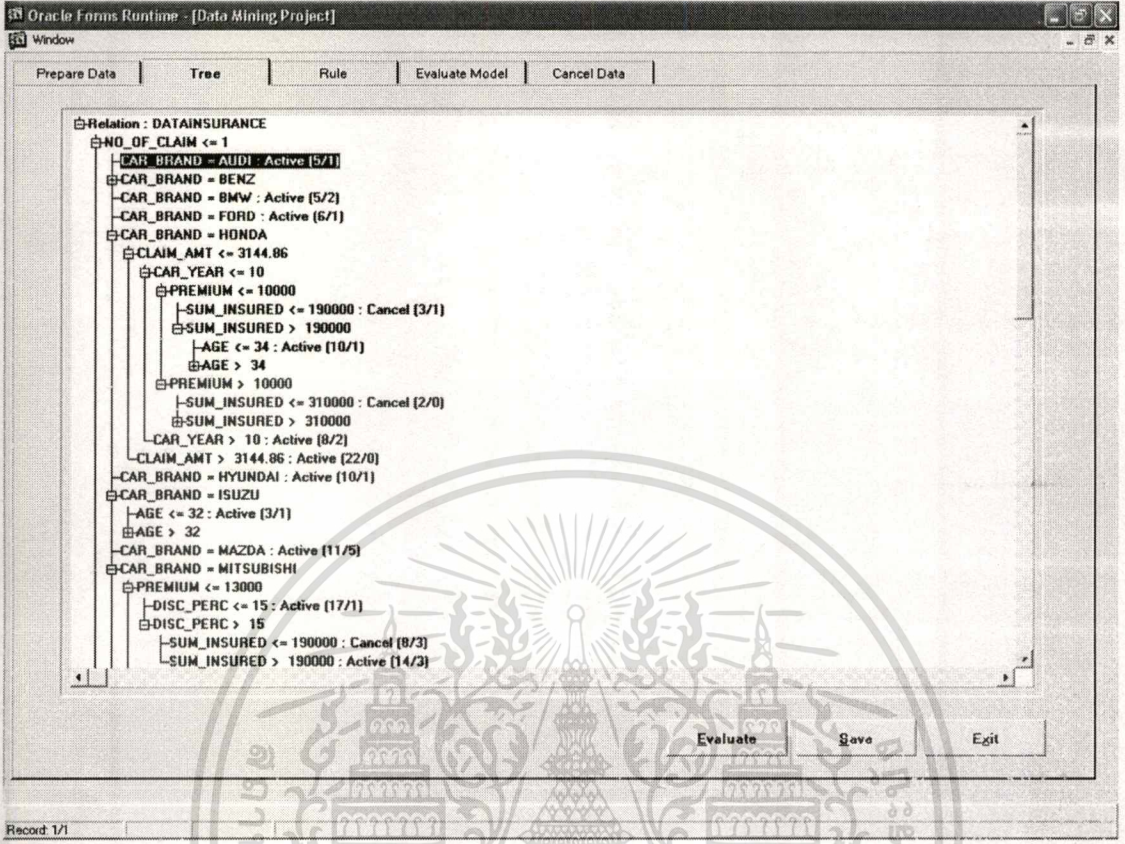 Oracle Forms Runtime - [Data Mining Project]
Window
Prepare Data Tree Rule Evaluate Model Cancel Data
Relation : DATAINSURANCE
NO_OF_CLAIM <= 1
CAR_BRAND = AUDI : Active (5/1)
CAR_BRAND = BENZ
CAR_BRAND = BMW : Active (5/2)
CAR_BRAND = FORD : Active (6/1)
CAR_BRAND = HONDA
CLAIM_AMT <= 3144.86
CAR_YEAR <= 10
PREMIUM <= 10000
SUM_INSURED <= 190000 : Cancel (3/1)
SUM_INSURED > 190000
AGE <= 34 : Active (10/1)
AGE > 34
PREMIUM > 10000
SUM_INSURED <= 310000 : Cancel (2/0)
SUM_INSURED > 310000
CAR_YEAR > 10 : Active (8/2)
CLAIM_AMT > 3144.86 : Active (22/0)
CAR_BRAND = HYUNDAI : Active (10/1)
CAR_BRAND = ISUZU
AGE <= 32 : Active (3/1)
AGE > 32
CAR_BRAND = MAZDA : Active (11/5)
CAR_BRAND = MITSUBISHI
PREMIUM <= 13000
DISC_PERC <= 15 : Active (17/1)
DISC_PERC > 15
SUM_INSURED <= 190000 : Cancel (8/3)
SUM_INSURED > 190000 : Active (14/3)
Evaluate Save Exit
Record: 1/1